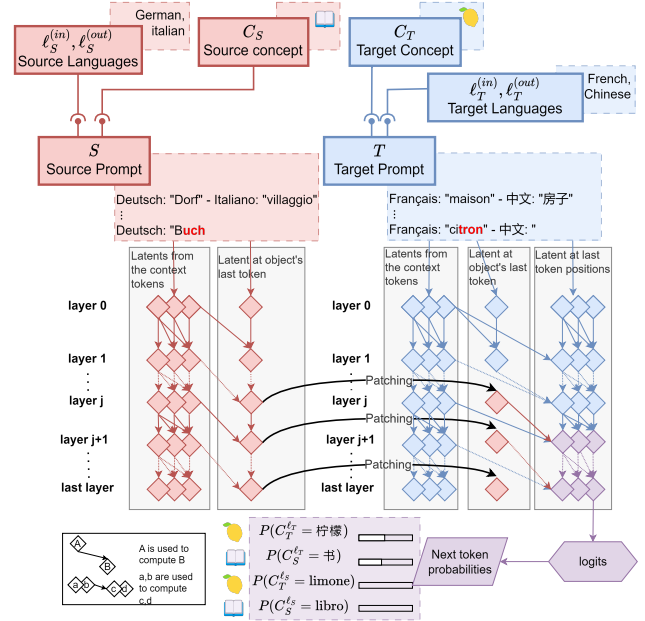 German,
italian
ℓ_S^(in), ℓ_S^(out)
Source Languages
C_S
Source concept
C_T
Target Concept
French,
Chinese
ℓ_T^(in), ℓ_T^(out)
Target Languages
S
Source Prompt
T
Target Prompt
Deutsch: "Dorf" - Italiano: "villaggio"
⋮
Deutsch: "Buch
Français: "maison" - 中文: "房子"
⋮
Français: "citron" - 中文: "
Latents from
the context
tokens
Latent at object's
last token
Latents from
the context
tokens
Latent at
object's last
token
Latent at last
token positions
layer 0
layer 0
layer 1
layer 1
layer j
Patching
layer j
layer j+1
Patching
layer j+1
last layer
Patching
last layer
A
B
A is used to
compute B
a b
c d
a,b are used
to compute
c,d
P(C_T^ℓ_T = 柠檬)
P(C_S^ℓ_T = 书)
P(C_T^ℓ_S = limone)
P(C_S^ℓ_S = libro)
Next token
probabilities
logits